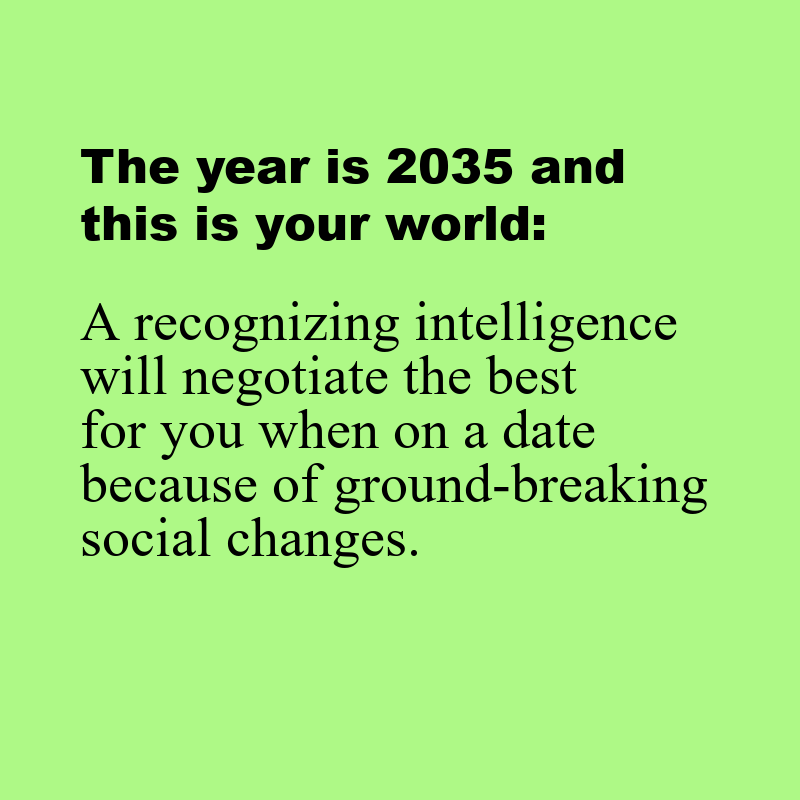 The year is 2035 and
this is your world:
A recognizing intelligence
will negotiate the best
for you when on a date
because of ground-breaking
social changes.